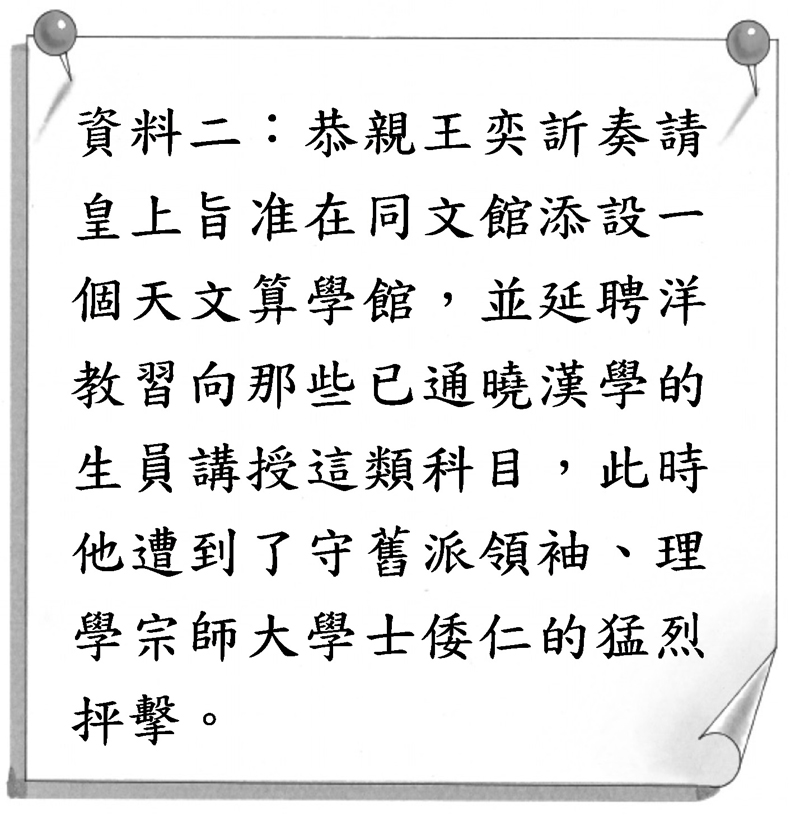 資料二：恭親王奕訢奏請
皇上旨准在同文館添設一
個天文算學館，並延聘洋
教習向那些已通曉漢學的
生員講授這類科目，此時
他遭到了守舊派領袖、理
學宗師大學士倭仁的猛烈
抨擊。